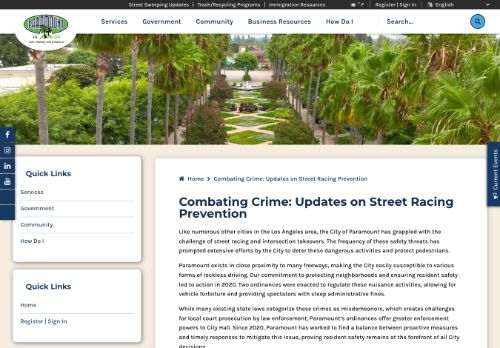 Street Sweeping Updates | Trash/Recycling Programs | Immigration Resources
°F | Register | Sign In English
PARAMOUNT
Services Government Community Business Resources How Do I Search...
Current Events
Quick Links
Services
Government
Community
How Do I
Quick Links
Home
Register | Sign In
Home Combating Crime: Updates on Street Racing Prevention
Combating Crime: Updates on Street Racing
Prevention
Like numerous other cities in the Los Angeles area, the City of Paramount has grappled with the
challenge of street racing and intersection takeovers. The frequency of these safety threats has
prompted extensive efforts by the City to deter these dangerous activities and protect pedestrians.
Paramount exists in close proximity to many freeways, making the City easily susceptible to various
forms of reckless driving. Our commitment to protecting neighborhoods and ensuring resident safety
led to action in 2020. Two ordinances were enacted to regulate these nuisance activities, allowing
for vehicle forfeiture and providing spectators with steep administrative fines.
While many existing state laws categorize these crimes as misdemeanors, which creates challenges
for local court prosecution by law enforcement, Paramount's ordinances offer greater enforcement
powers to City Hall. Since 2020, Paramount has worked to find a balance between proactive measures
and timely responses to mitigate this issue, proving resident safety remains at the forefront of all City
decisions.